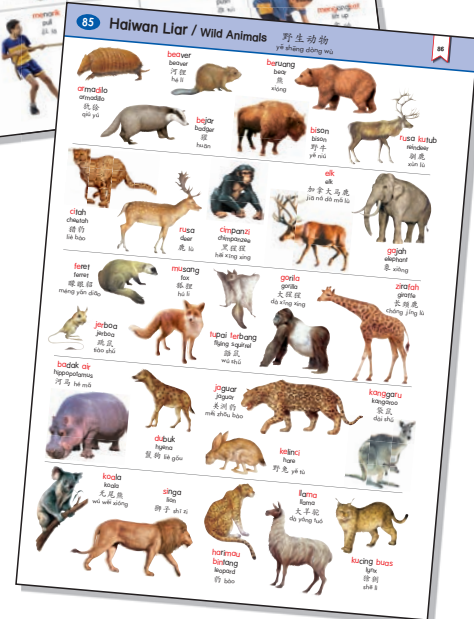 menarik
pull
mengangkat
lift up
85
Haiwan Liar / Wild Animals 野生动物
yě shēng dòng wù
86
armadilo
armadillo
犰狳
qiú yú
beaver
beaver
河狸
hé lí
beruang
bear
熊
xióng
bejar
badger
獾
huān
bison
bison
野牛
yě niú
rusa kutub
reindeer
驯鹿
xùn lù
citah
cheetah
猎豹
liè bào
rusa
deer
鹿 lù
cimpanzi
chimpanzee
黑猩猩
hēi xīng xing
elk
elk
加拿大马鹿
jiā ná dà mǎ lù
gajah
elephant
象 xiàng
feret
ferret
musang
fox
狐狸
hú li
jerboa
jerboa
跳鼠
tiào shǔ
tupai terbang
flying squirrel
鼯鼠
wú shǔ
gorila
gorilla
大猩猩
dà xīng xing
zirafah
giraffe
长颈鹿
cháng jǐng lù
badak air
hippopotamus
河马 hé mǎ
dubuk
hyena
鬣狗 liè gǒu
jaguar
jaguar
美洲豹
měi zhōu bào
kelinci
hare
野兔 yě tù
kanggaru
kangaroo
袋鼠
dài shǔ
koala
koala
无尾熊
wú wěi xióng
singa
lion
狮子 shī zi
harimau
bintang
leopard
豹 bào
llama
llama
大羊驼
dà yáng tuó
kucing buas
lynx
猞猁
shē lì